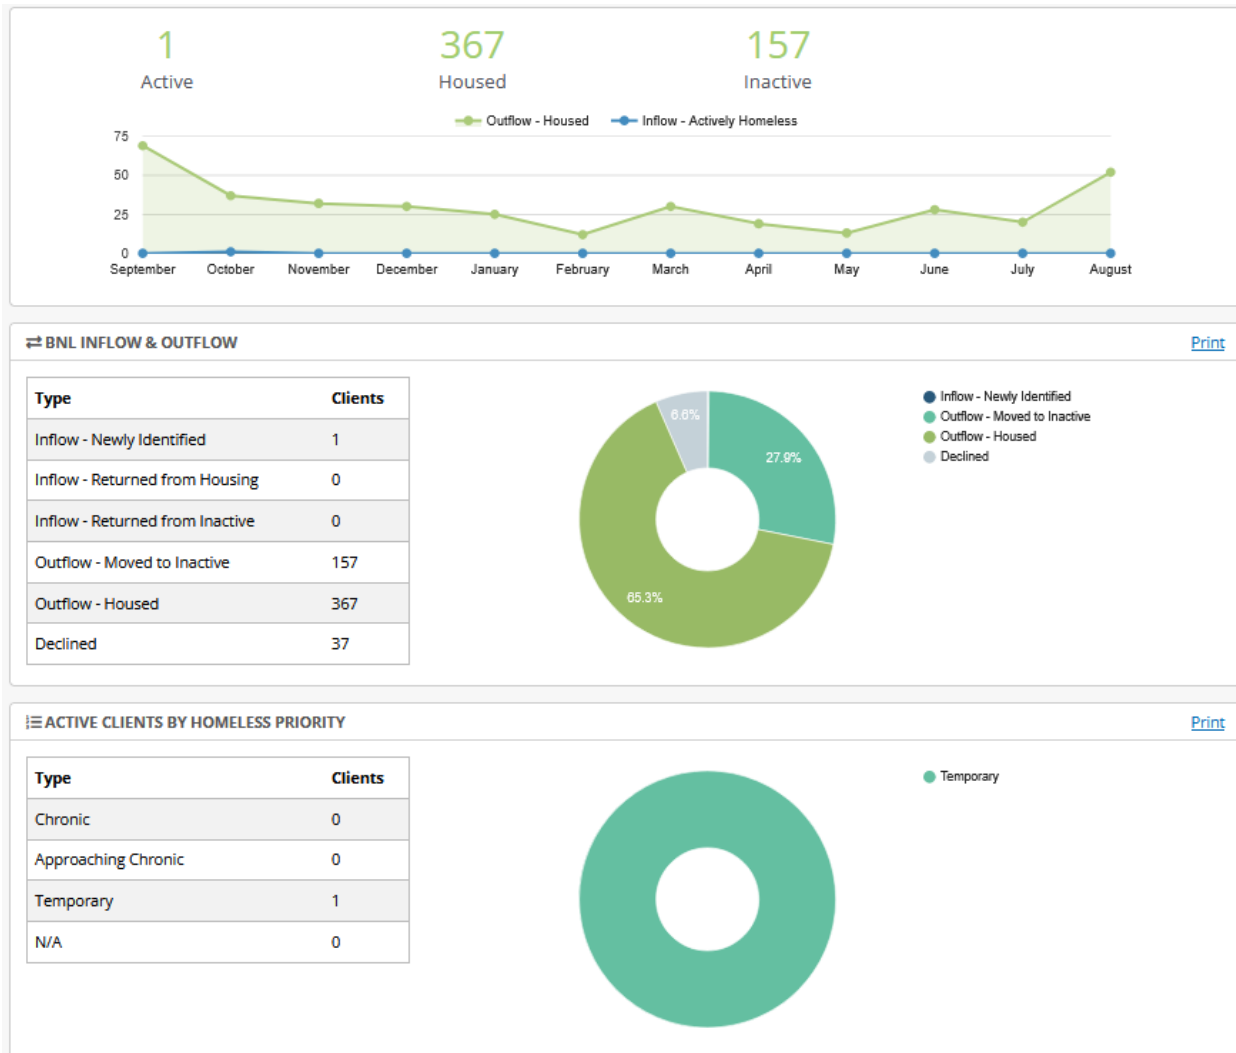 1 367 157
Active Housed Inactive
Outflow - Housed Inflow - Actively Homeless
75
50
25
0
September October November December January February March April May June July August
BNL INFLOW & OUTFLOW Print
Type Clients
Inflow - Newly Identified 1
Inflow - Returned from Housing 0
Inflow - Returned from Inactive 0
Outflow - Moved to Inactive 157
Outflow - Housed 367
Declined 37
6.6%
27.9%
65.3%
Inflow - Newly Identified
Outflow - Moved to Inactive
Outflow - Housed
Declined
ACTIVE CLIENTS BY HOMELESS PRIORITY Print
Type Clients
Chronic 0
Approaching Chronic 0
Temporary 1
N/A 0
Temporary